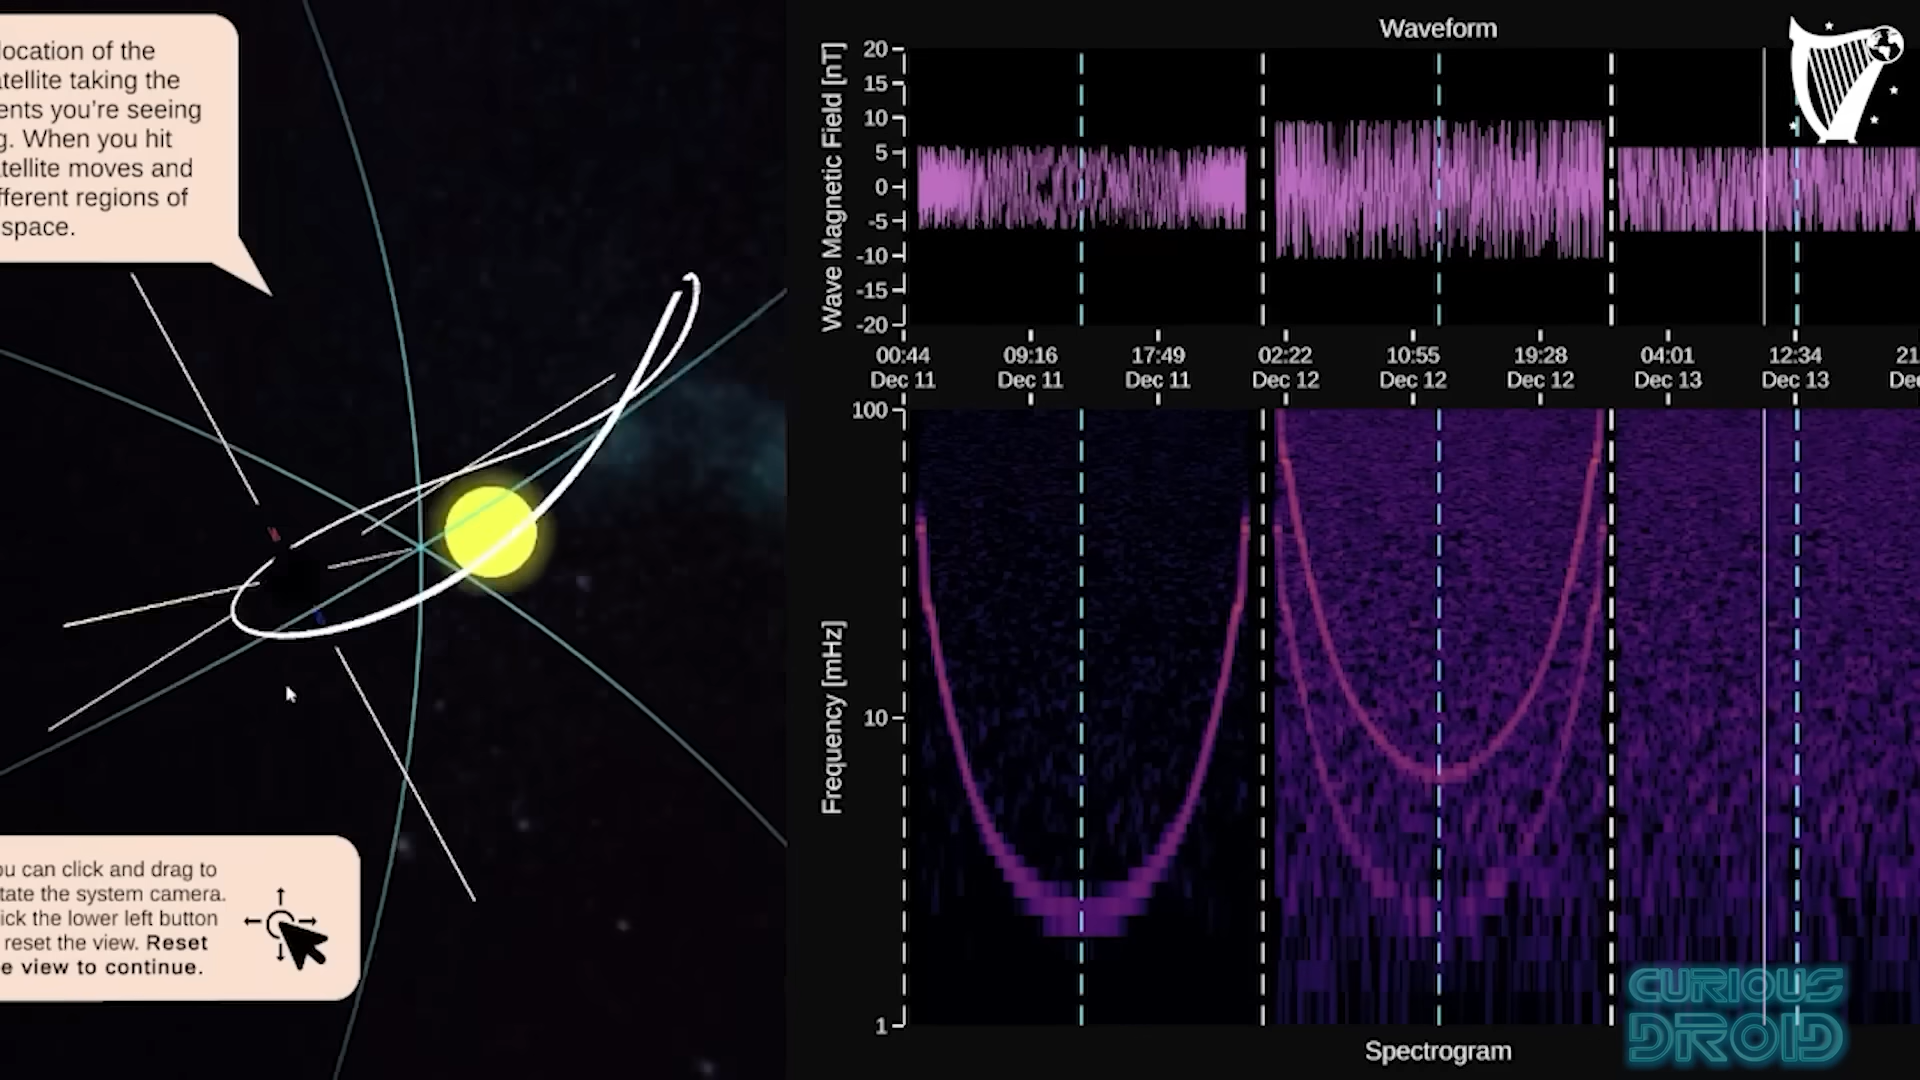 location of the
atellite taking the
ents you're seeing
g. When you hit
atellite moves and
fferent regions of
space.
ou can click and drag to
tate the system camera.
ick the lower left button
reset the view. Reset
e view to continue.
Waveform
Wave Magnetic Field [nT]
20
15
10
5
0
-5
-10
-15
-20
00:44 09:16 17:49 02:22 10:55 19:28 04:01 12:34 21
Dec 11 Dec 11 Dec 11 Dec 12 Dec 12 Dec 12 Dec 13 Dec 13 De
Frequency [mHz]
100
10
1
Spectrogram
CURIOUS
DROID